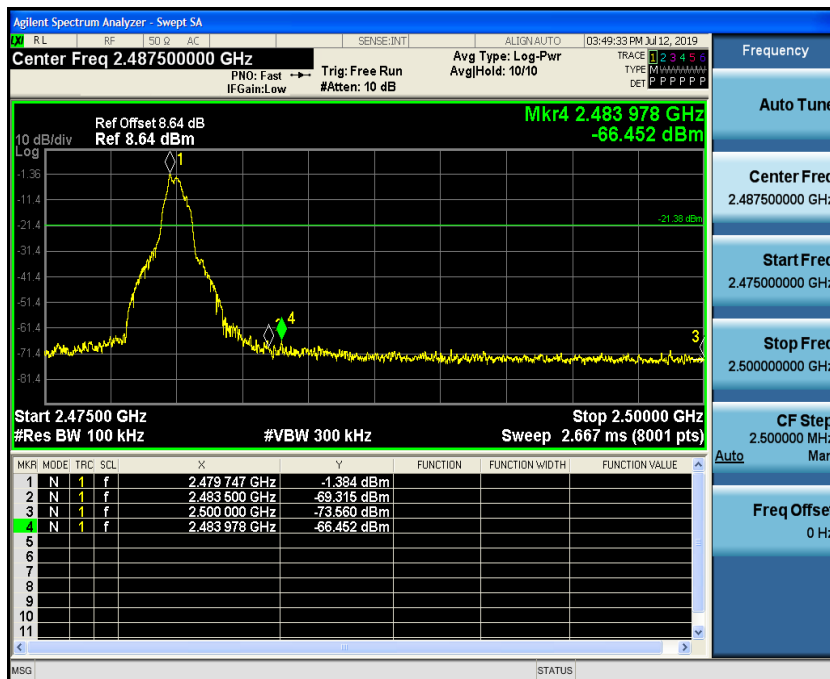 Agilent Spectrum Analyzer - Swept SA
LXI RL RF 50 Ω AC SENSE:INT ALIGN AUTO 03:49:33 PM Jul 12, 2019
Center Freq 2.487500000 GHz
PNO: Fast
IFGain:Low
Trig: Free Run
#Atten: 10 dB
Avg Type: Log-Pwr
Avg|Hold: 10/10
TRACE 1 2 3 4 5 6
TYPE M W W W W W
DET P P P P P P
Ref Offset 8.64 dB
Ref 8.64 dBm
10 dB/div
Log
Mkr4 2.483 978 GHz
-66.452 dBm
1
-1.36
-11.4
-21.4
-21.38 dBm
-31.4
-41.4
-51.4
-61.4
4
3
-71.4
-81.4
Start 2.47500 GHz
Stop 2.50000 GHz
#Res BW 100 kHz
#VBW 300 kHz
Sweep 2.667 ms (8001 pts)
MKR MODE TRC SCL X Y FUNCTION FUNCTION WIDTH FUNCTION VALUE
1 N 1 f 2.479 747 GHz -1.384 dBm
2 N 1 f 2.483 500 GHz -69.315 dBm
3 N 1 f 2.500 000 GHz -73.560 dBm
4 N 1 f 2.483 978 GHz -66.452 dBm
5
6
7
8
9
10
11
MSG
STATUS
Frequency
Auto Tune
Center Freq
2.487500000 GHz
Start Freq
2.475000000 GHz
Stop Freq
2.500000000 GHz
CF Step
2.500000 MHz
Auto Man
Freq Offset
0 Hz